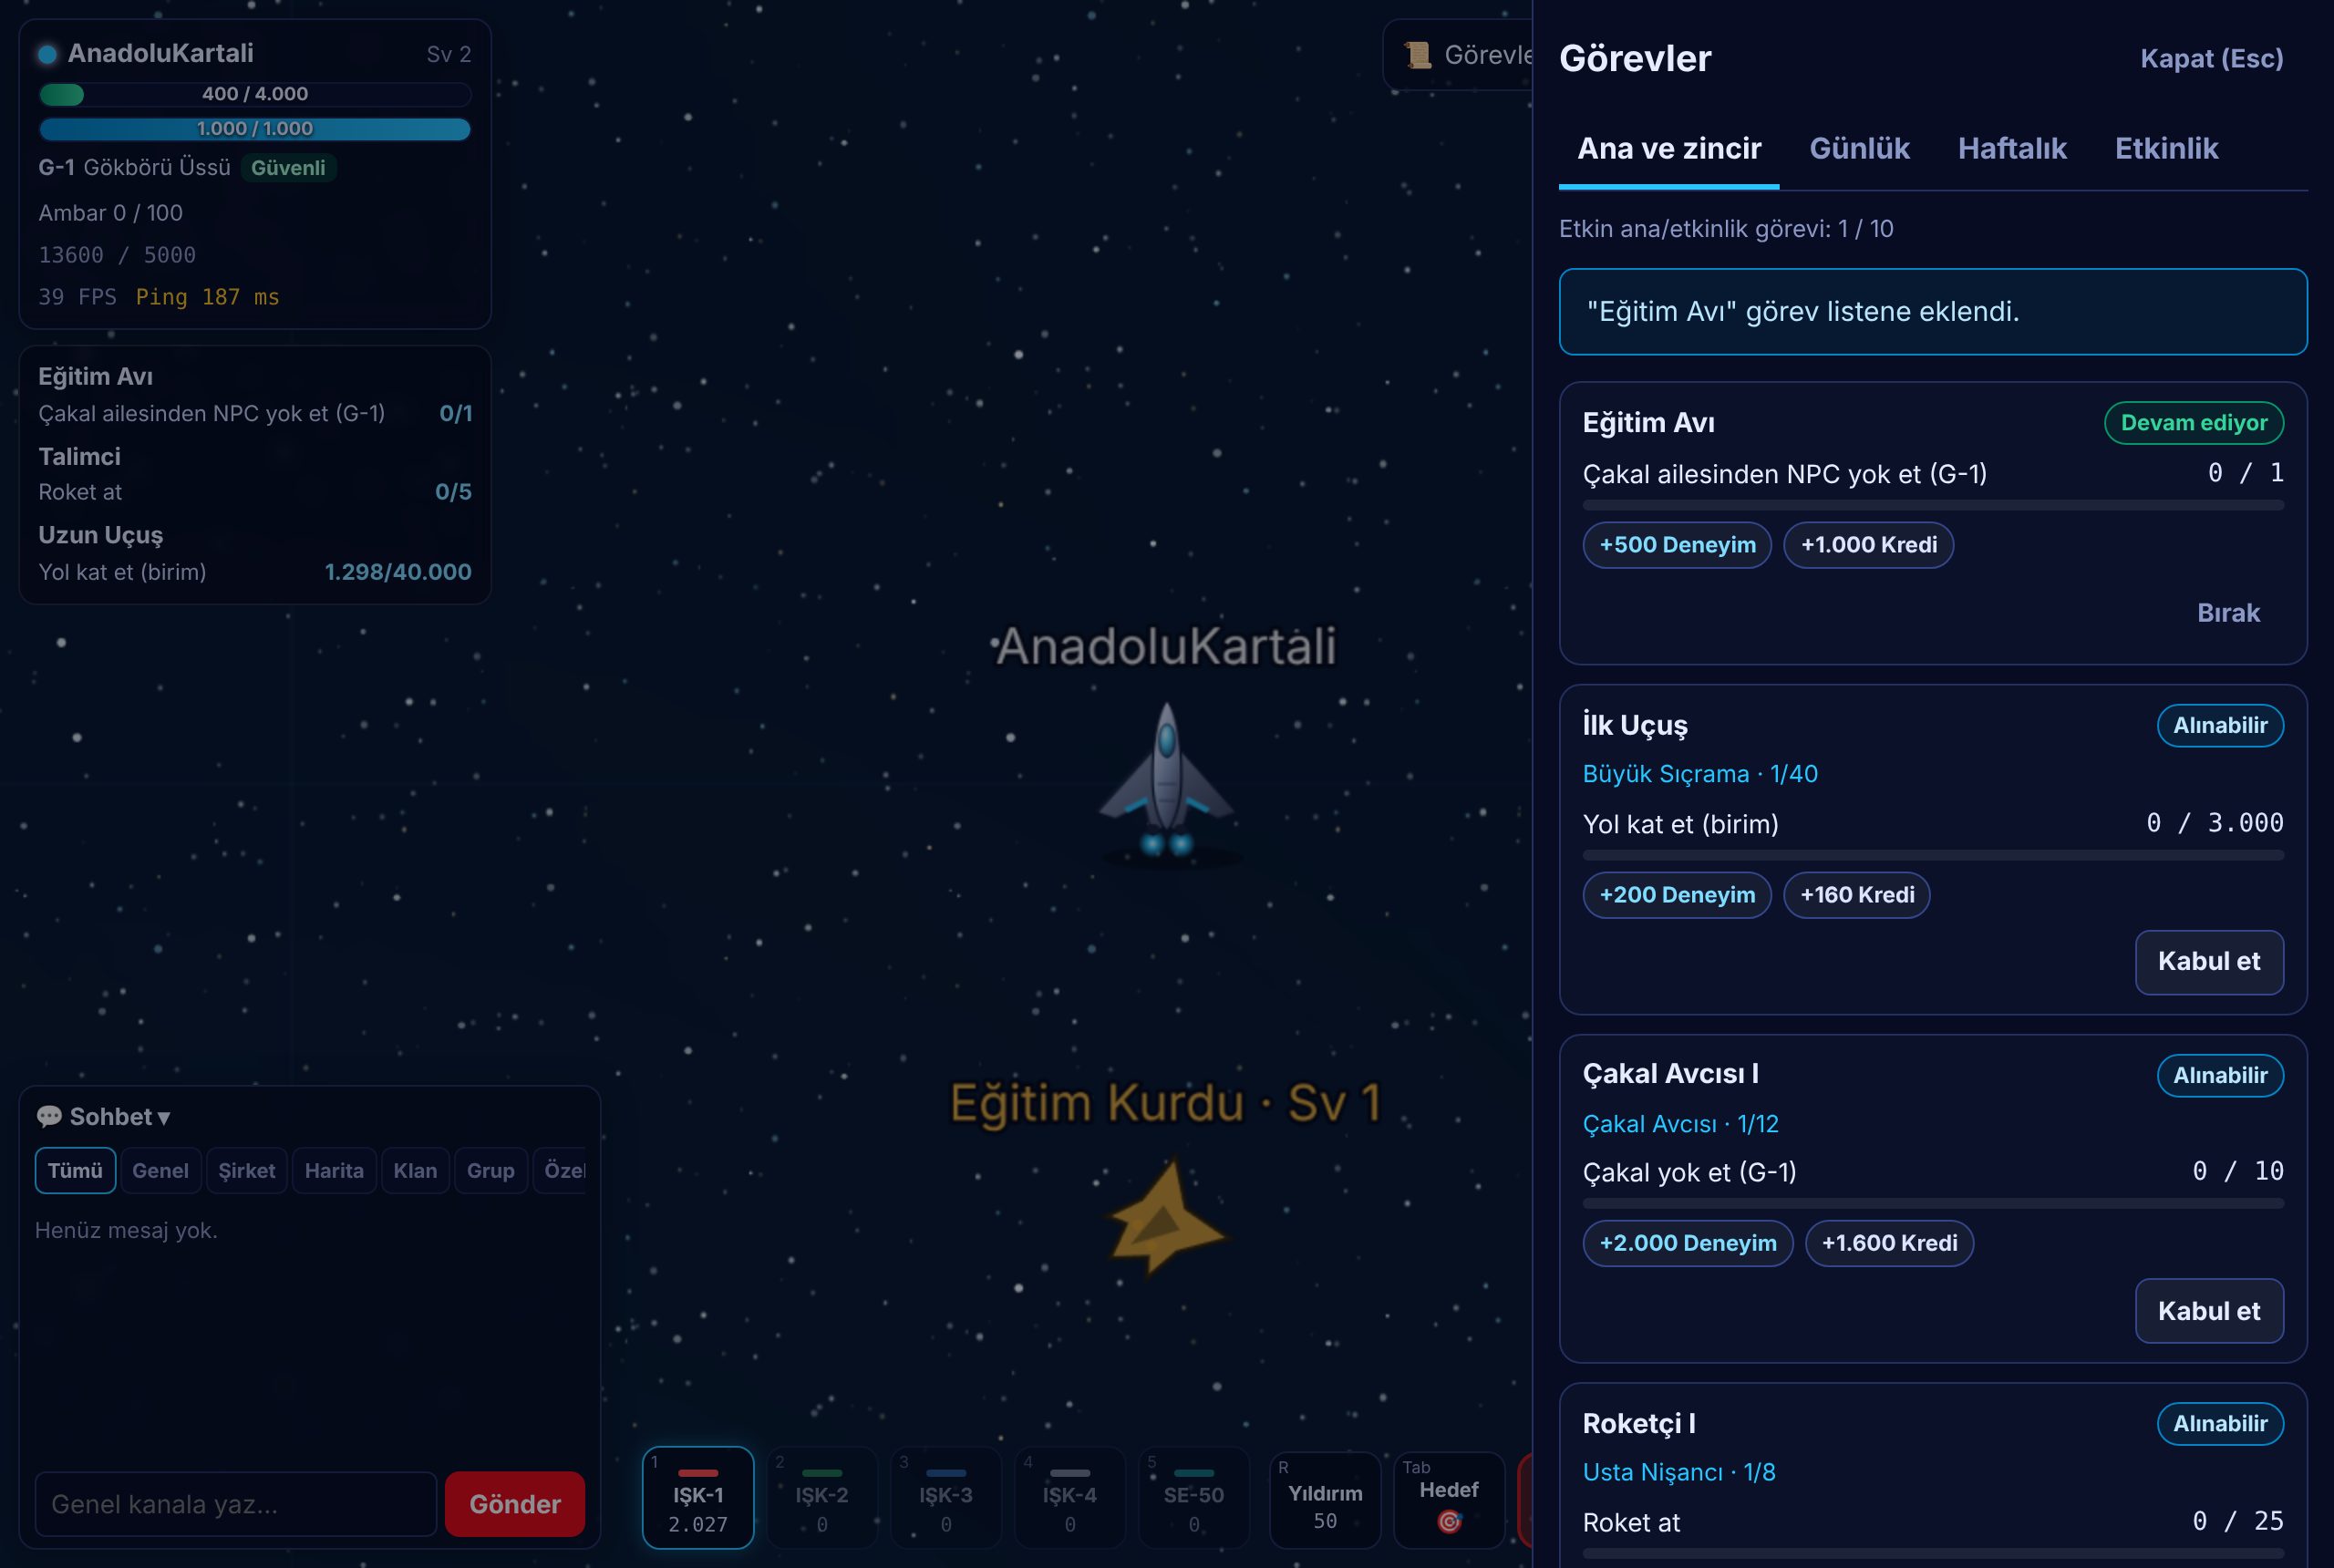 AnadoluKartali Sv 2
400 / 4.000
1.000 / 1.000
G-1 Gökbörü Üssü Güvenli
Ambar 0 / 100
13600 / 5000
39 FPS Ping 187 ms
Eğitim Avı
Çakal ailesinden NPC yok et (G-1) 0/1
Talimci
Roket at 0/5
Uzun Uçuş
Yol kat et (birim) 1.298/40.000
AnadoluKartali
Eğitim Kurdu · Sv 1
💬 Sohbet ▾
Tümü Genel Şirket Harita Klan Grup Özel
Henüz mesaj yok.
Genel kanala yaz... Gönder
1 IŞK-1 2.027
2 IŞK-2 0
3 IŞK-3 0
4 IŞK-4 0
5 SE-50 0
R Yıldırım 50
Tab Hedef
📜 Görevle
Görevler Kapat (Esc)
Ana ve zincir Günlük Haftalık Etkinlik
Etkin ana/etkinlik görevi: 1 / 10
"Eğitim Avı" görev listene eklendi.
Eğitim Avı Devam ediyor
Çakal ailesinden NPC yok et (G-1) 0 / 1
+500 Deneyim +1.000 Kredi
Bırak
İlk Uçuş Alınabilir
Büyük Sıçrama · 1/40
Yol kat et (birim) 0 / 3.000
+200 Deneyim +160 Kredi
Kabul et
Çakal Avcısı I Alınabilir
Çakal Avcısı · 1/12
Çakal yok et (G-1) 0 / 10
+2.000 Deneyim +1.600 Kredi
Kabul et
Roketçi I Alınabilir
Usta Nişancı · 1/8
Roket at 0 / 25